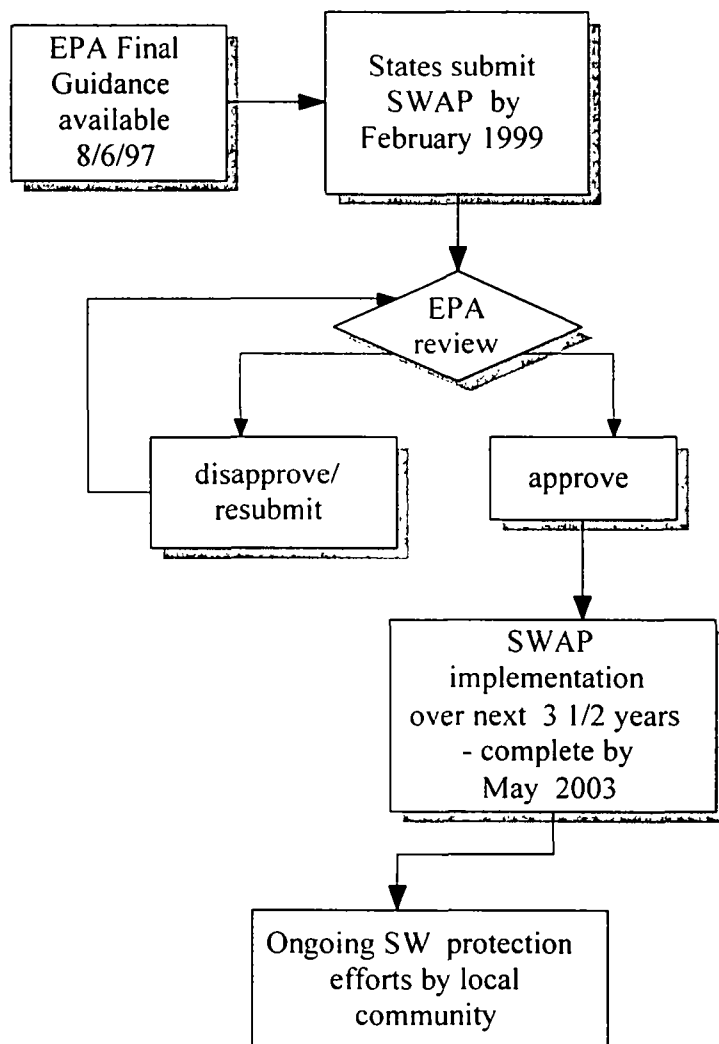 EPA Final
Guidance
available
8/6/97
States submit
SWAP by
February 1999
EPA
review
disapprove/
resubmit
approve
SWAP
implementation
over next 3 1/2 years
- complete by
May 2003
Ongoing SW protection
efforts by local
community